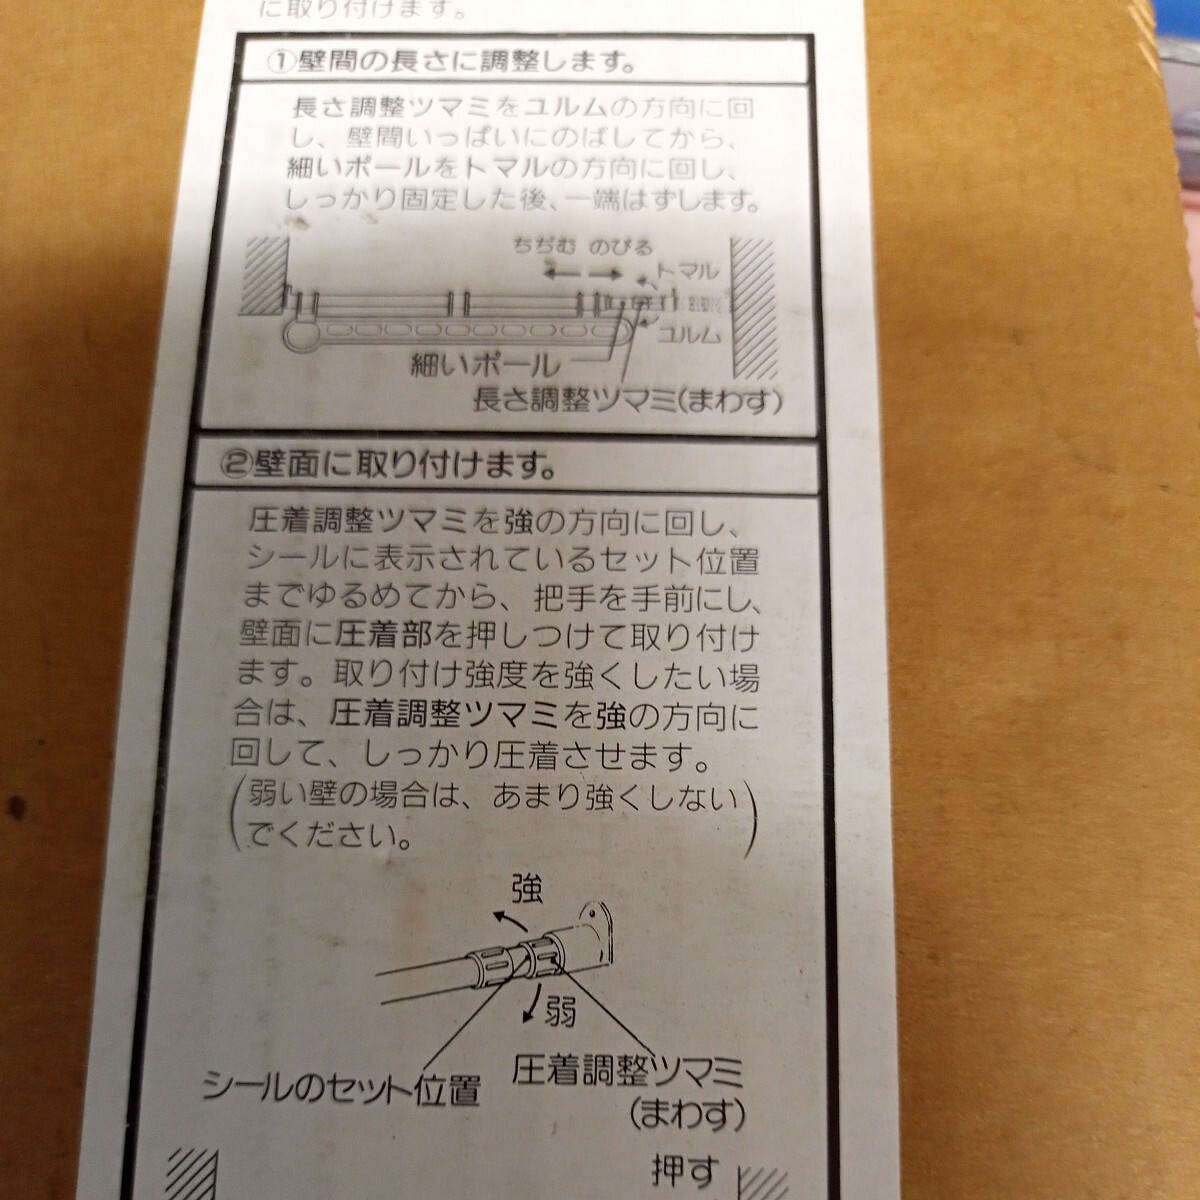 に取り付けます。
①壁間の長さに調整します。
長さ調整ツマミをユルムの方向に回
し、壁間いっぱいにのばしてから、
細いポールをトマルの方向に回し、
しっかり固定した後、一端はずします。
ちぢむ のびる
トマル
ユルム
細いポール
長さ調整ツマミ(まわす)
②壁面に取り付けます。
圧着調整ツマミを強の方向に回し、
シールに表示されているセット位置
までゆるめてから、把手を手前にし、
壁面に圧着部を押しつけて取り付け
ます。取り付け強度を強くしたい場
合は、圧着調整ツマミを強の方向に
回して、しっかり圧着させます。
(弱い壁の場合は、あまり強くしない
でください。)
強
弱
シールのセット位置
圧着調整ツマミ
(まわす)
押す